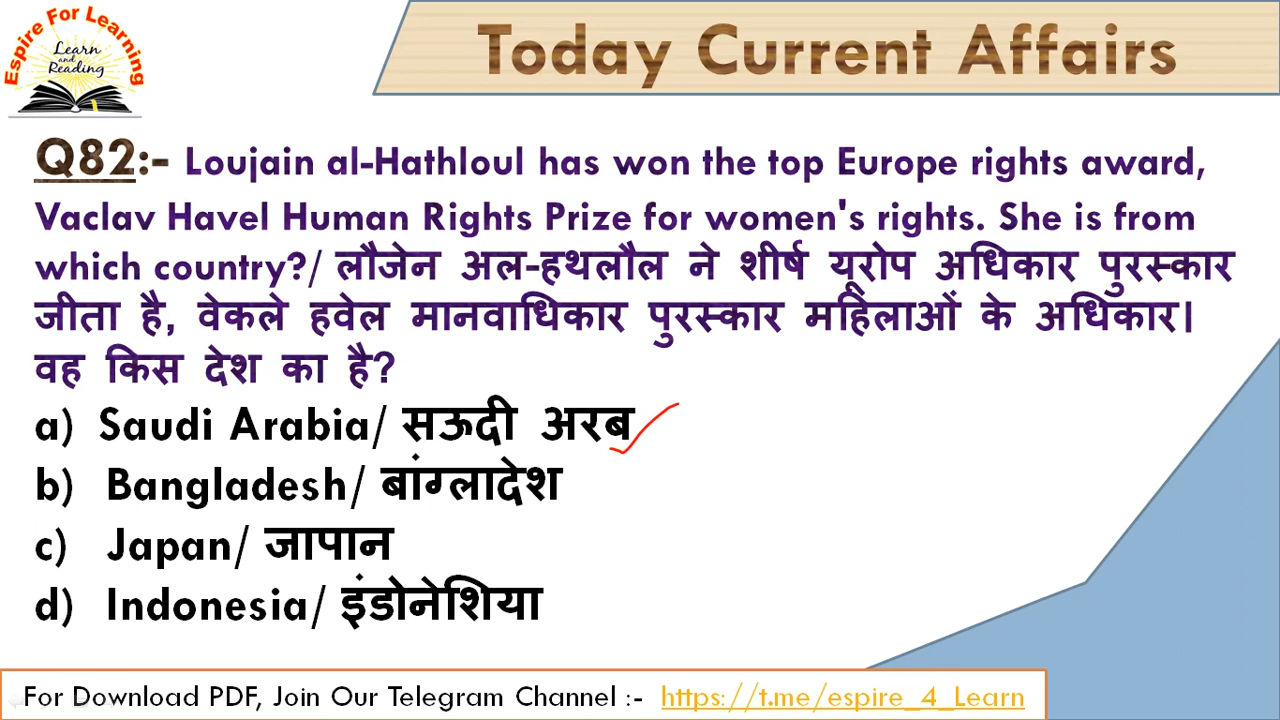 Espire For Learning
Learn
and
Reading
Today Current Affairs
Q82:- Loujain al-Hathloul has won the top Europe rights award,
Vaclav Havel Human Rights Prize for women's rights. She is from
which country?/ लौजेन अल-हथलौल ने शीर्ष यूरोप अधिकार पुरस्कार
जीता है, वेकले हवेल मानवाधिकार पुरस्कार महिलाओं के अधिकार।
वह किस देश का है?
a) Saudi Arabia/ सऊदी अरब
b) Bangladesh/ बांग्लादेश
c) Japan/ जापान
d) Indonesia/ इंडोनेशिया
For Download PDF, Join Our Telegram Channel :- https://t.me/espire_4_Learn